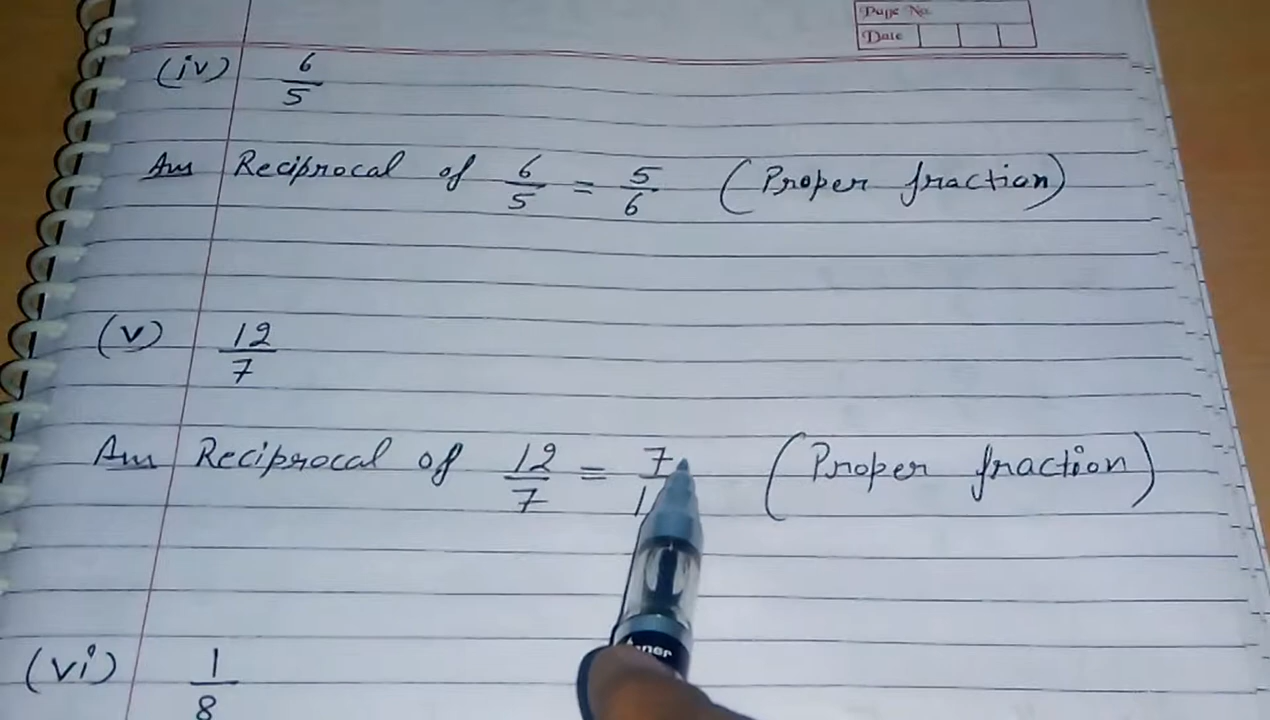 Page No.
Date
(iv) 6/5
Ans Reciprocal of 6/5 = 5/6 (Proper fraction)
(v) 12/7
Ans Reciprocal of 12/7 = 7/1 (Proper fraction)
(vi) 1/8